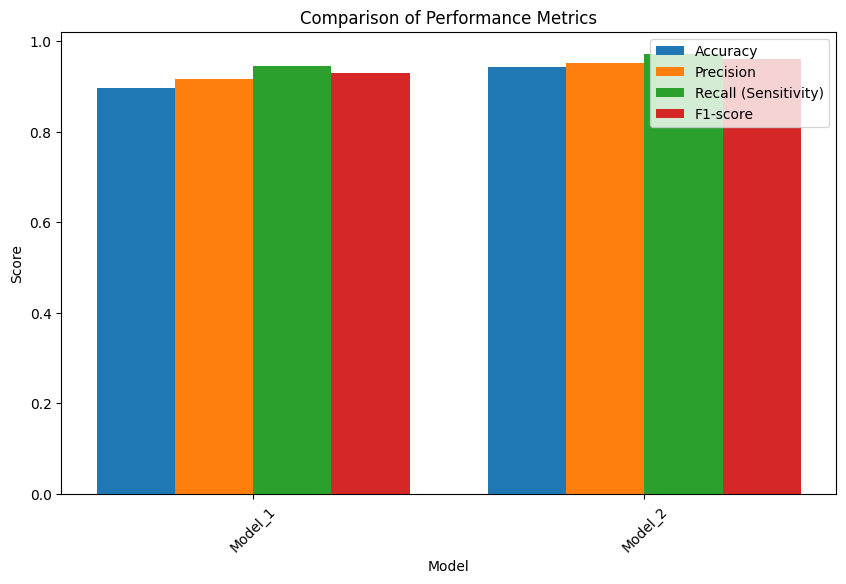 Comparison of Performance Metrics
Accuracy
Precision
Recall (Sensitivity)
F1-score
1.0
0.8
0.6
0.4
0.2
0.0
Score
Model_1
Model_2
Model